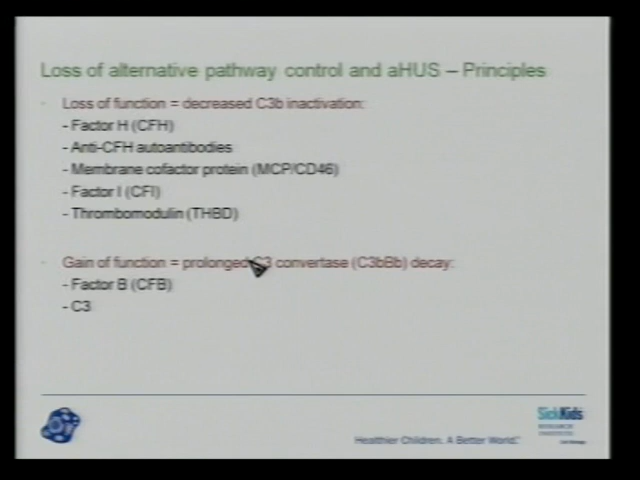 Loss of alternative pathway control and aHUS – Principles
Loss of function = decreased C3b inactivation:
- Factor H (CFH)
- Anti-CFH autoantibodies
- Membrane cofactor protein (MCP/CD46)
- Factor I (CFI)
- Thrombomodulin (THBD)
Gain of function = prolonged C3 convertase (C3bBb) decay:
- Factor B (CFB)
- C3
SickKids
RESEARCH
INSTITUTE
Healthier Children. A Better World.